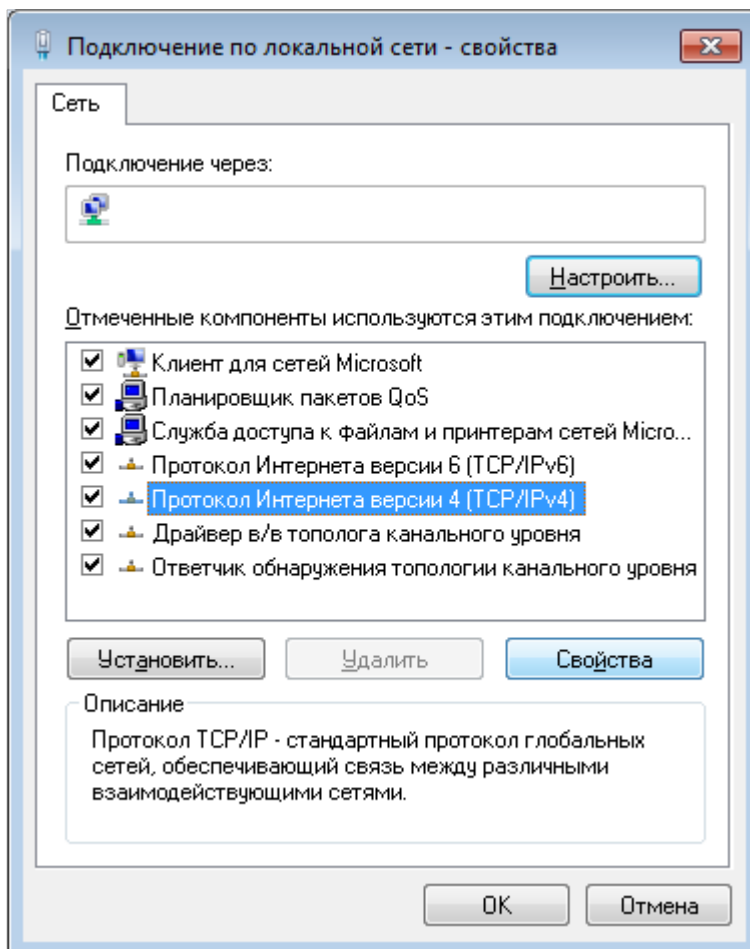 Подключение по локальной сети - свойства
Сеть
Подключение через:
Настроить...
Отмеченные компоненты используются этим подключением:
Клиент для сетей Microsoft
Планировщик пакетов QoS
Служба доступа к файлам и принтерам сетей Micro...
Протокол Интернета версии 6 (TCP/IPv6)
Протокол Интернета версии 4 (TCP/IPv4)
Драйвер в/в тополога канального уровня
Ответчик обнаружения топологии канального уровня
Установить...
Удалить
Свойства
Описание
Протокол TCP/IP - стандартный протокол глобальных
сетей, обеспечивающий связь между различными
взаимодействующими сетями.
OK
Отмена